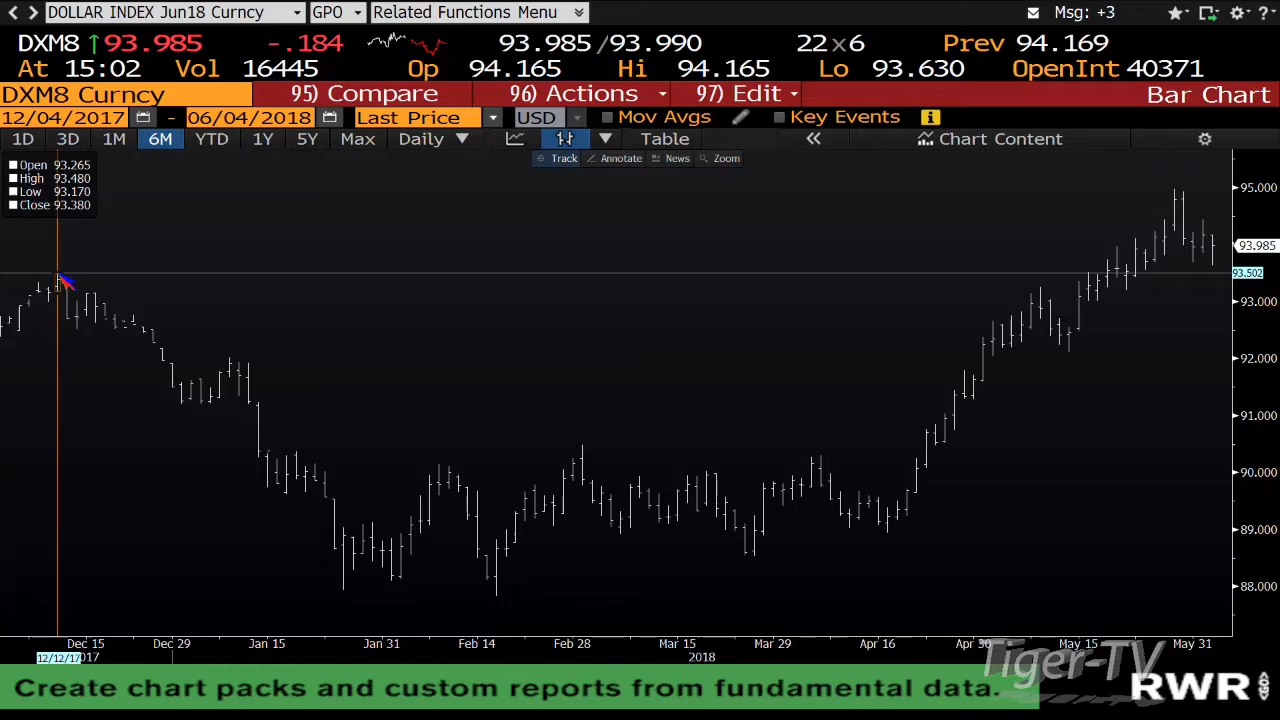 DOLLAR INDEX Jun18 Curncy GPO Related Functions Menu Msg: +3
DXM8 ↑93.985 -.184 93.985/93.990 22x6 Prev 94.169
At 15:02 Vol 16445 Op 94.165 Hi 94.165 Lo 93.630 OpenInt 40371
DXM8 Curncy 95) Compare 96) Actions 97) Edit Bar Chart
12/04/2017 - 06/04/2018 Last Price USD Mov Avgs Key Events
1D 3D 1M 6M YTD 1Y 5Y Max Daily Table Chart Content
Track Annotate News Zoom
Open 93.265
High 93.480
Low 93.170
Close 93.380
95.000
93.985
93.502
93.000
92.000
91.000
90.000
89.000
88.000
Dec 15 Dec 29 Jan 15 Jan 31 Feb 14 Feb 28 Mar 15 Mar 29 Apr 16 Apr 30 May 15 May 31
12/12/17 017 2018
Tiger-TV
Create chart packs and custom reports from fundamental data.
RWR GO